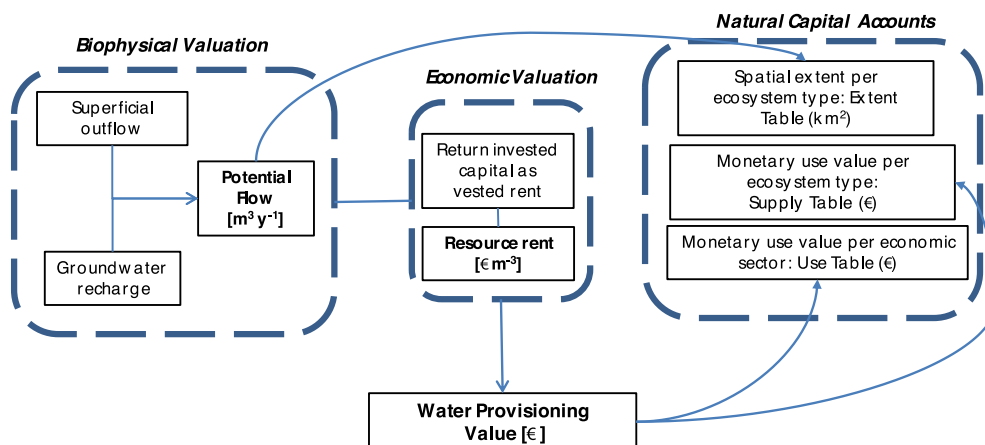 Biophysical Valuation
Superficial
outflow
Potential
Flow
[m³ y⁻¹]
Groundwater
recharge
Economic Valuation
Return invested
capital as
vested rent
Resource rent
[€ m⁻³]
Natural Capital Accounts
Spatial extent per
ecosystem type: Extent
Table (km²)
Monetary use value per
ecosystem type:
Supply Table (€)
Monetary use value per economic
sector: Use Table (€)
Water Provisioning
Value [€]